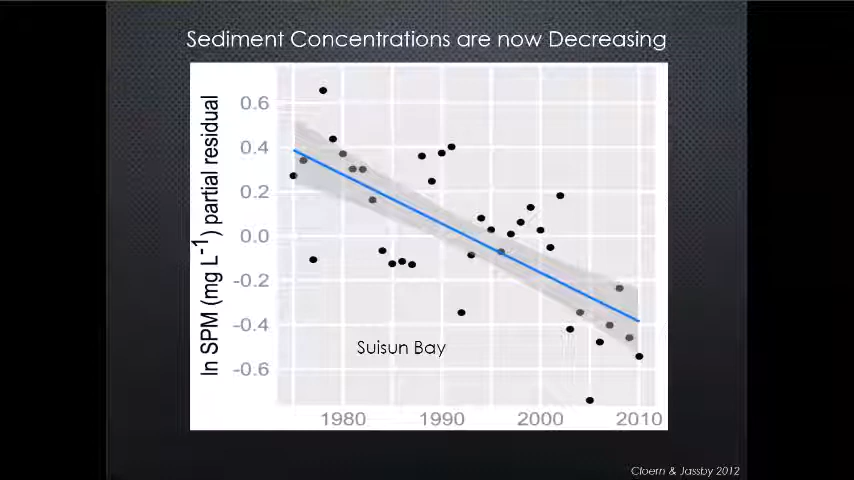 Sediment Concentrations are now Decreasing
ln SPM (mg L⁻¹) partial residual
0.6
0.4
0.2
0.0
-0.2
-0.4
-0.6
Suisun Bay
1980 1990 2000 2010
Cloern & Jassby 2012